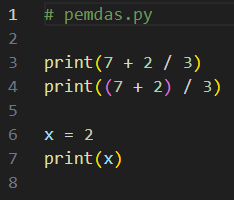 1 # pemdas.py
2
3 print(7 + 2 / 3)
4 print((7 + 2) / 3)
5
6 x = 2
7 print(x)
8